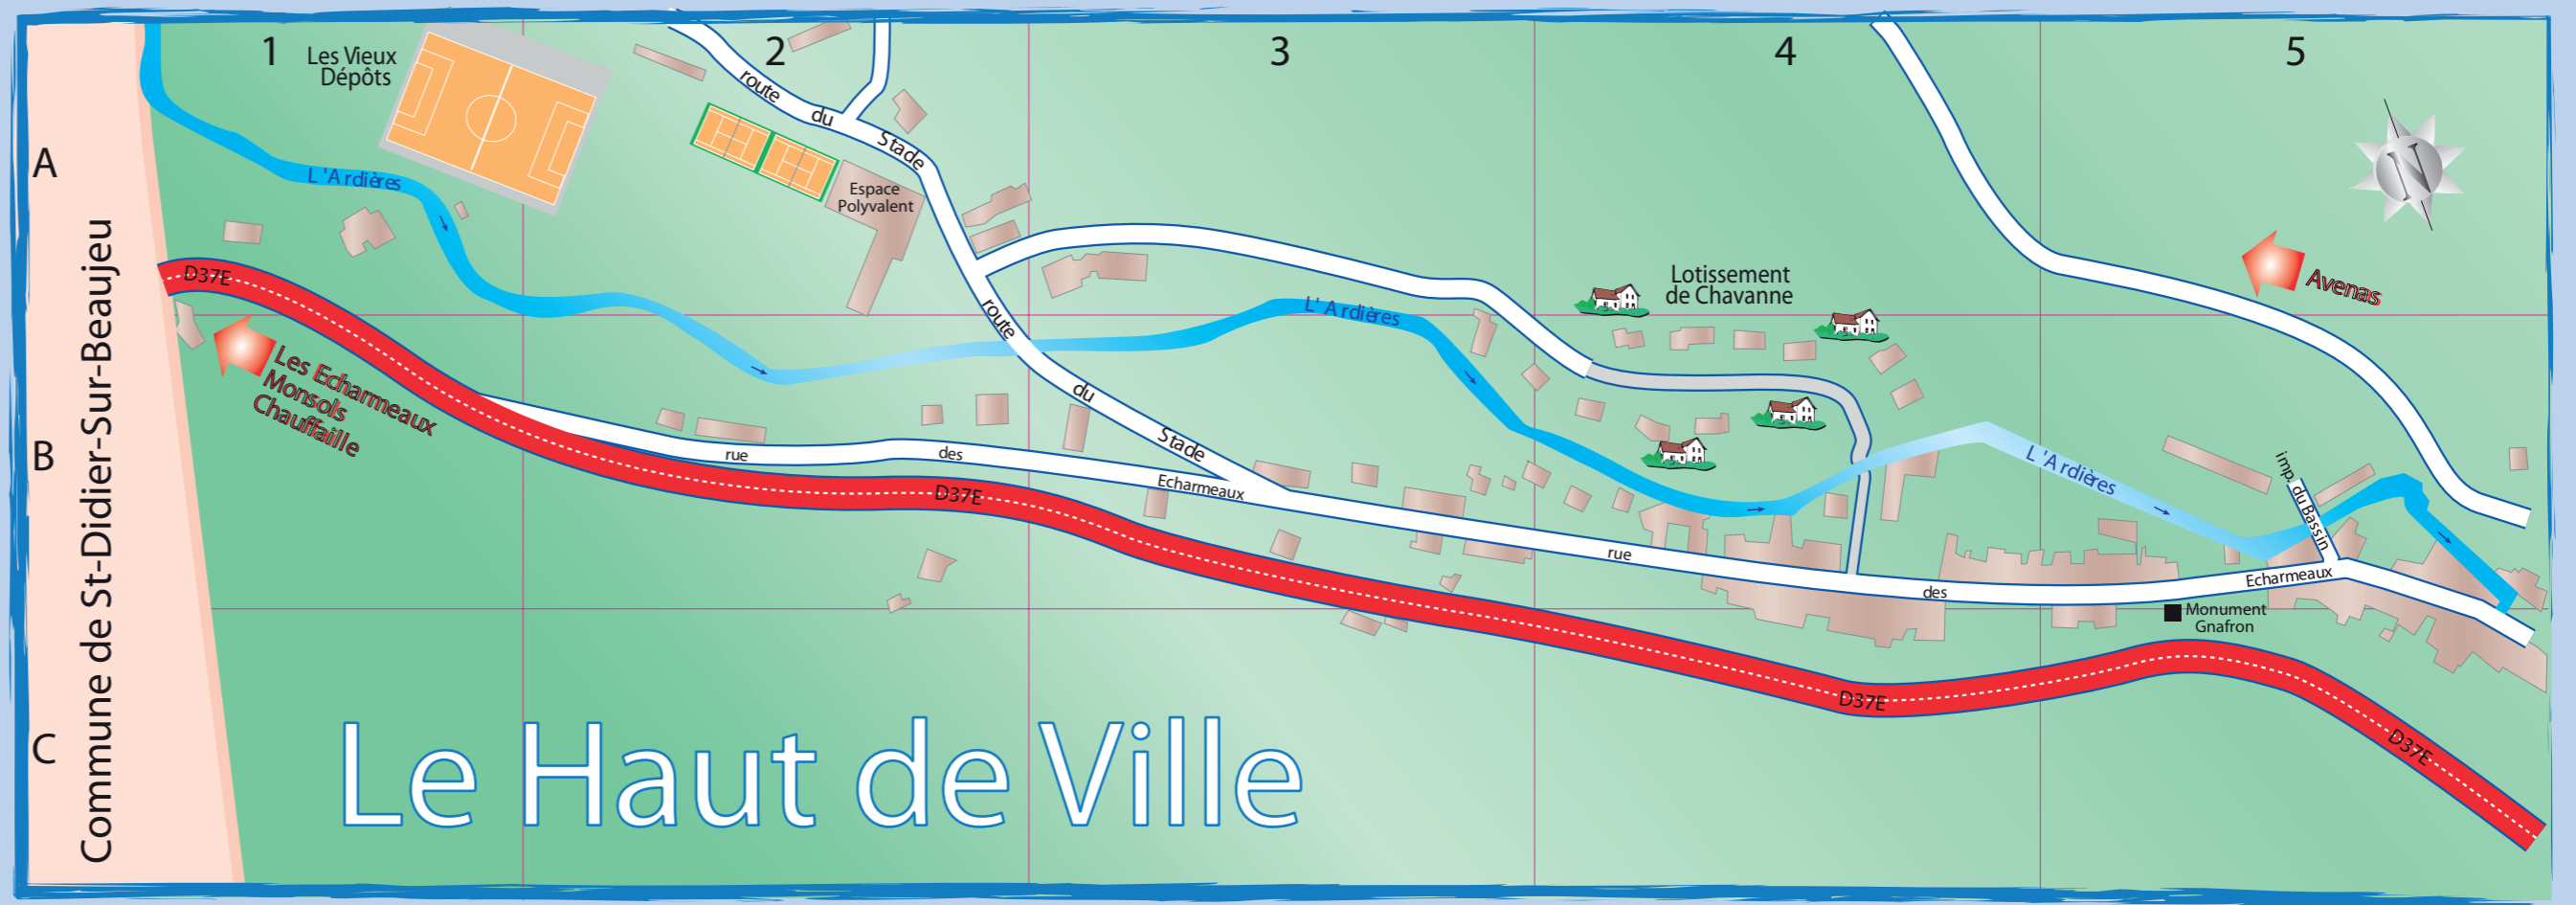 1
2
3
4
5
A
B
C
Commune de St-Didier-Sur-Beaujeu
Les Vieux
Dépôts
L'Ardières
route du Stade
Espace
Polyvalent
N
Avenas
D37E
Les Echarmeaux
Monsols
Chauffaille
route du Stade
L'Ardières
Lotissement
de Chavanne
rue des Echarmeaux
D37E
L'Ardières
imp. du Bassin
rue des Echarmeaux
Monument
Gnafron
D37E
D37E
Le Haut de Ville